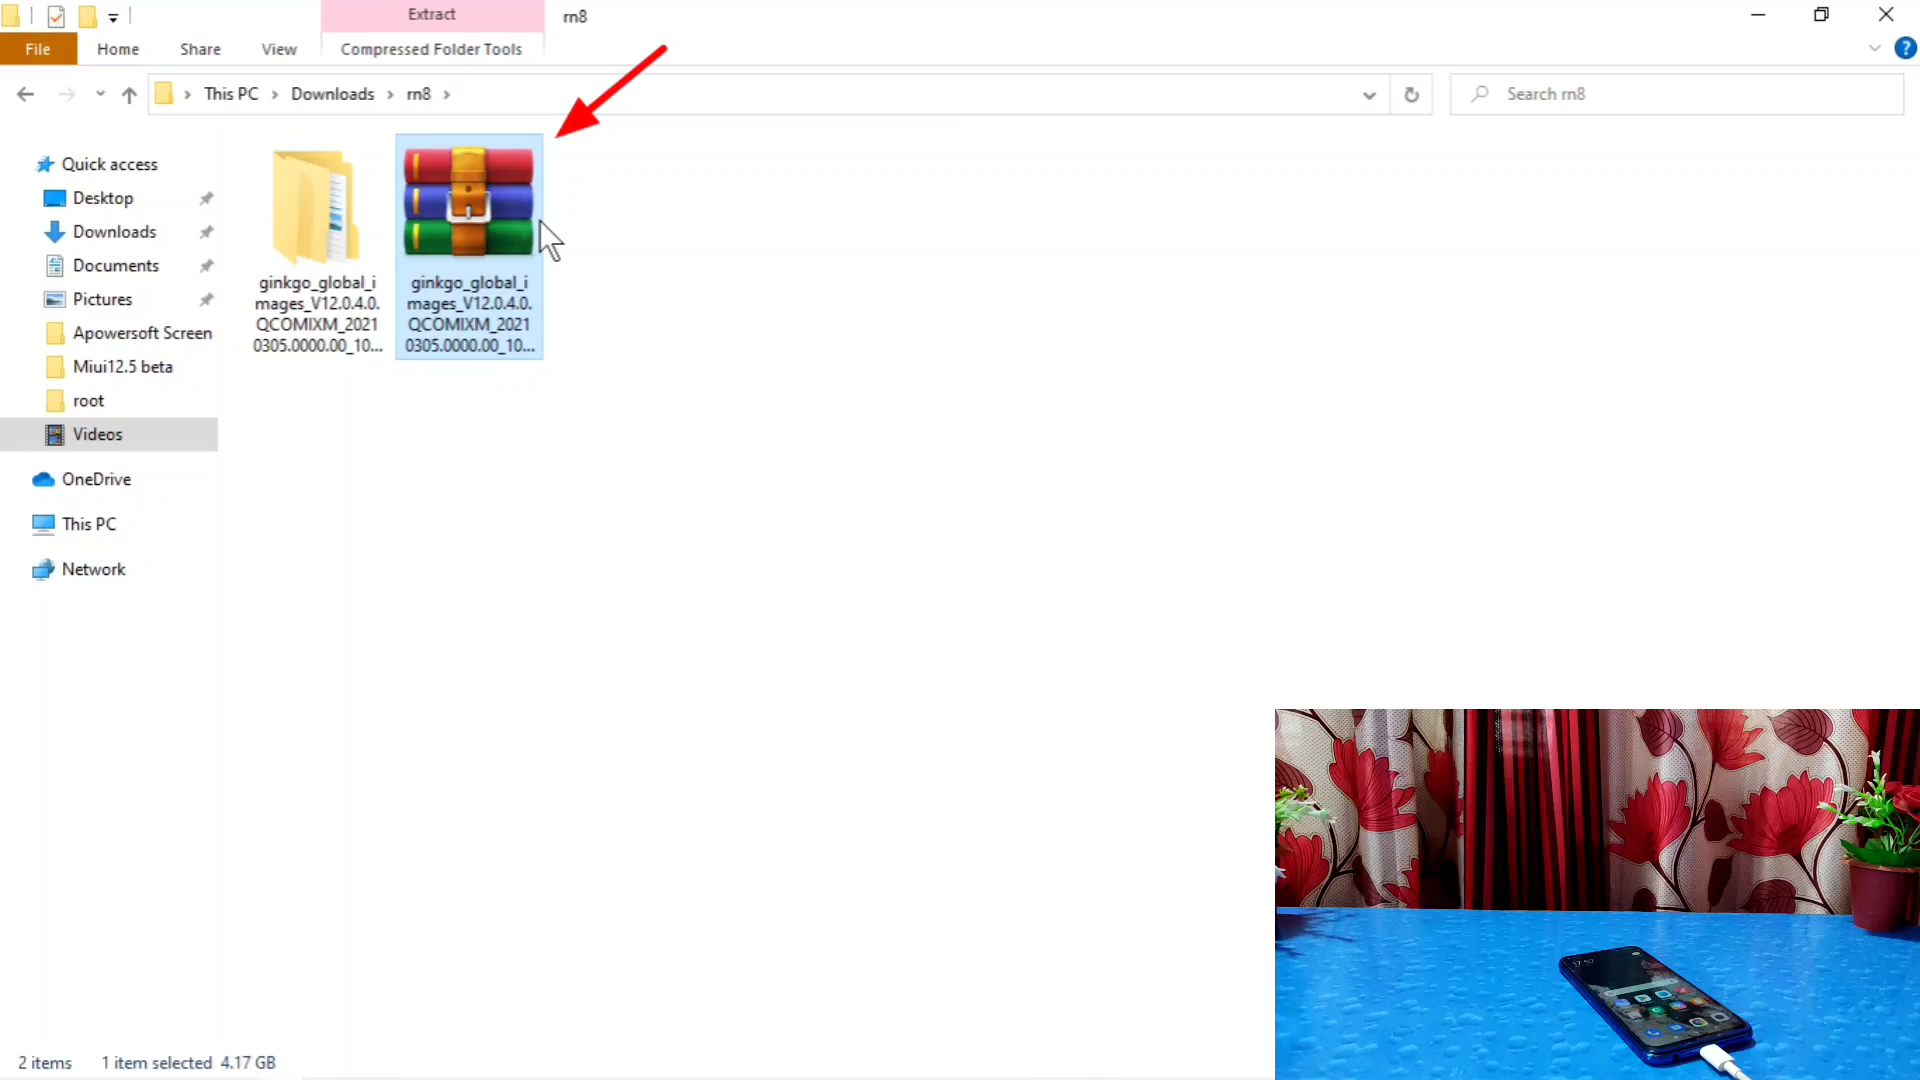 Extract
rn8
File
Home
Share
View
Compressed Folder Tools
This PC
Downloads
rn8
Search rn8
Quick access
Desktop
Downloads
Documents
Pictures
Apowersoft Screen
Miui12.5 beta
root
Videos
OneDrive
This PC
Network
ginkgo_global_i
mages_V12.0.4.0.
QCOMIXM_2021
0305.0000.00_10...
ginkgo_global_i
mages_V12.0.4.0.
QCOMIXM_2021
0305.0000.00_10...
2 items
1 item selected 4.17 GB